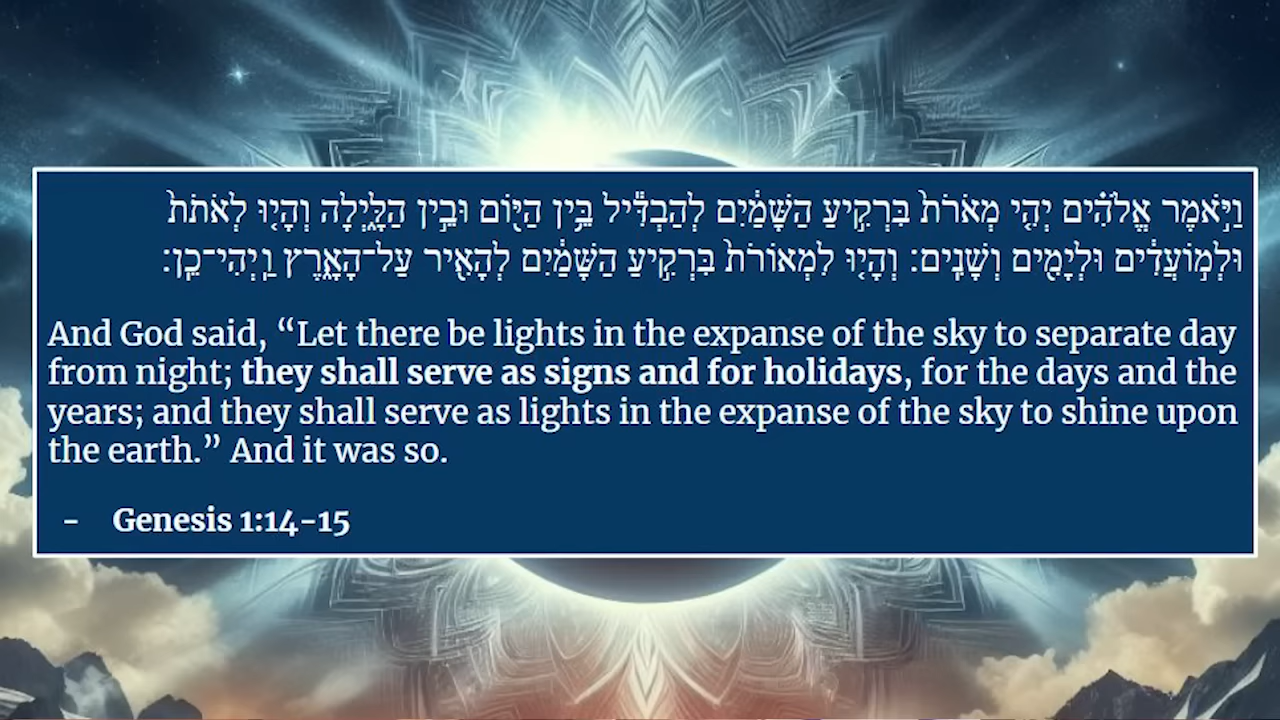 וַיֹּ֣אמֶר אֱלֹהִ֗ים יְהִ֤י מְאֹרֹת֙ בִּרְקִ֣יעַ הַשָּׁמַ֔יִם לְהַבְדִּ֕יל בֵּ֥ין הַיּ֖וֹם וּבֵ֣ין הַלָּ֑יְלָה וְהָי֤וּ לְאֹתֹת֙
וּלְמ֣וֹעֲדִ֔ים וּלְיָמִ֖ים וְשָׁנִֽים׃ וְהָי֤וּ לִמְאוֹרֹת֙ בִּרְקִ֣יעַ הַשָּׁמַ֔יִם לְהָאִ֖יר עַל־הָאָ֑רֶץ וַֽיְהִי־כֵֽן׃
And God said, “Let there be lights in the expanse of the sky to separate day
from night; they shall serve as signs and for holidays, for the days and the
years; and they shall serve as lights in the expanse of the sky to shine upon
the earth.” And it was so.
- Genesis 1:14-15